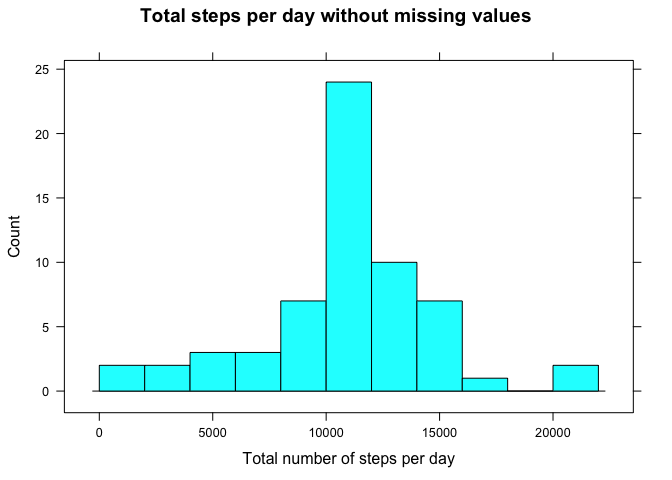 Total steps per day without missing values
25
20
15
10
5
0
Count
0 5000 10000 15000 20000
Total number of steps per day